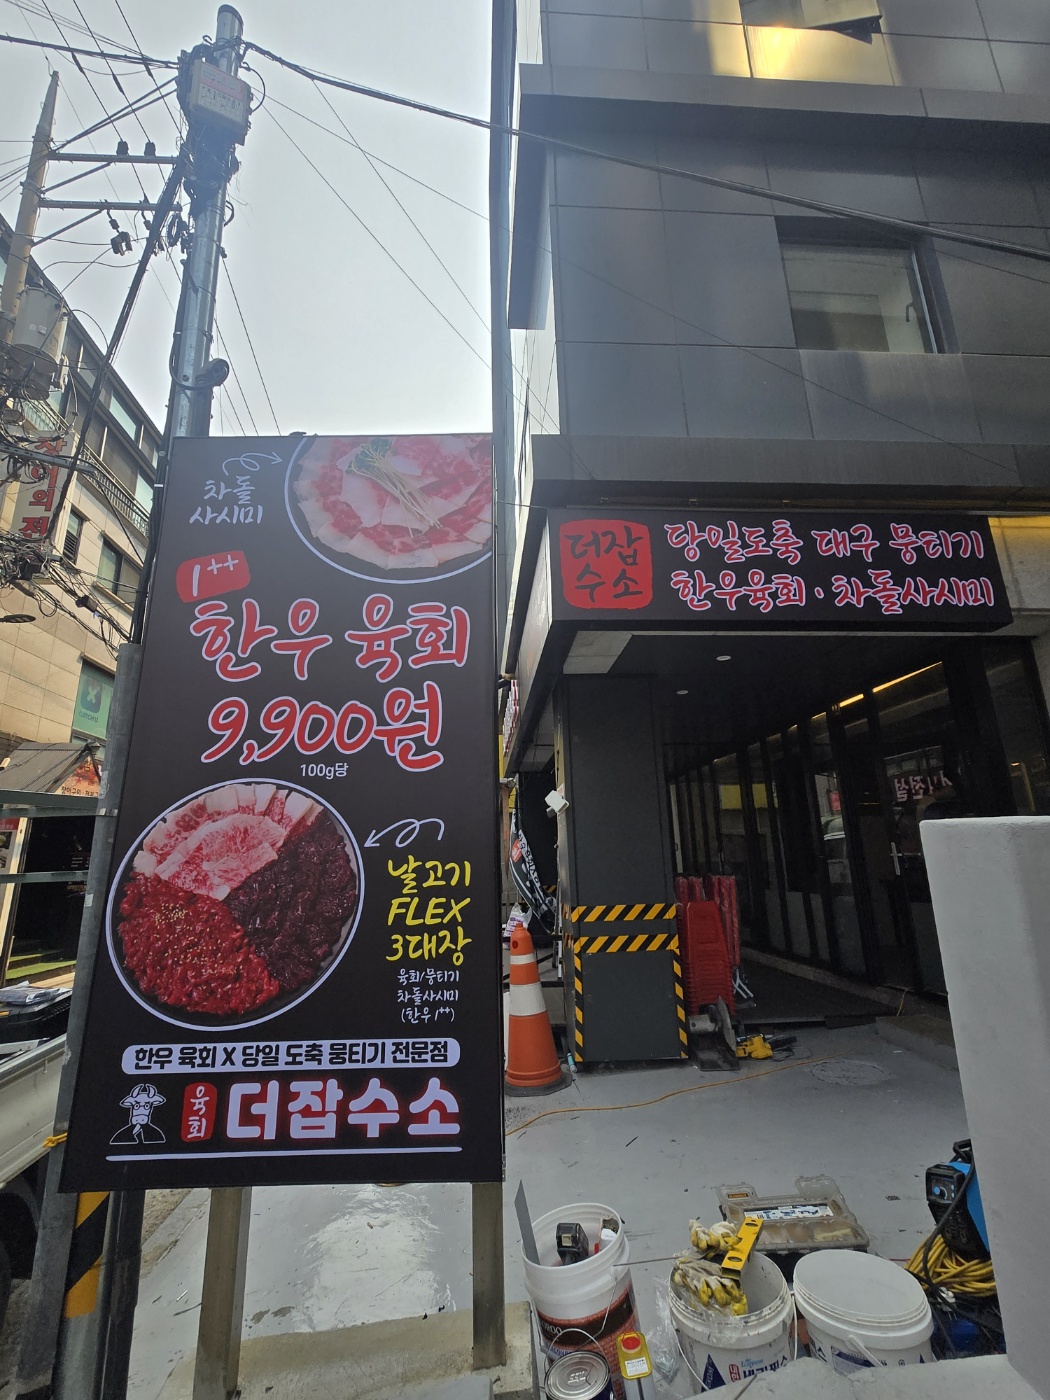 차돌
사시미
1++
한우 육회
9,900원
100g당
날고기
FLEX
3대장
육회/뭉티기
차돌사시미
(한우 1++)
한우 육회 X 당일 도축 뭉티기 전문점
육회
더잡수소
더잡
수소
당일도축 대구 뭉티기
한우육회 · 차돌사시미